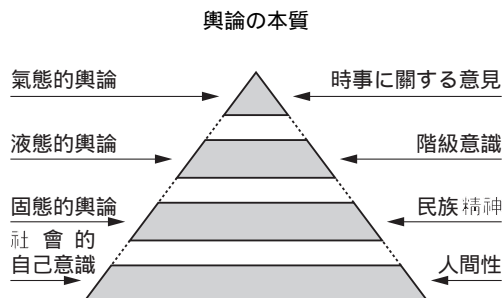 輿論の本質
氣態的輿論
時事に關する意見
液態的輿論
階級意識
固態的輿論
民族精神
社會的
自己意識
人間性